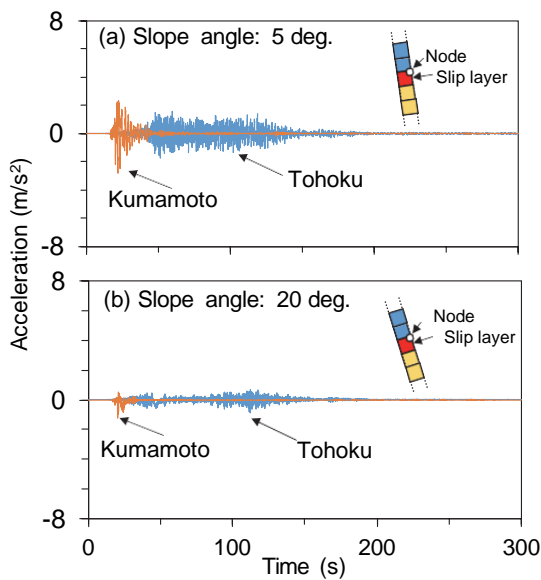 8
(a) Slope angle: 5 deg.
Node
Slip layer
0
Kumamoto
Tohoku
-8
Acceleration (m/s²)
8
(b) Slope angle: 20 deg.
Node
Slip layer
0
Kumamoto
Tohoku
-8
0 100 200 300
Time (s)